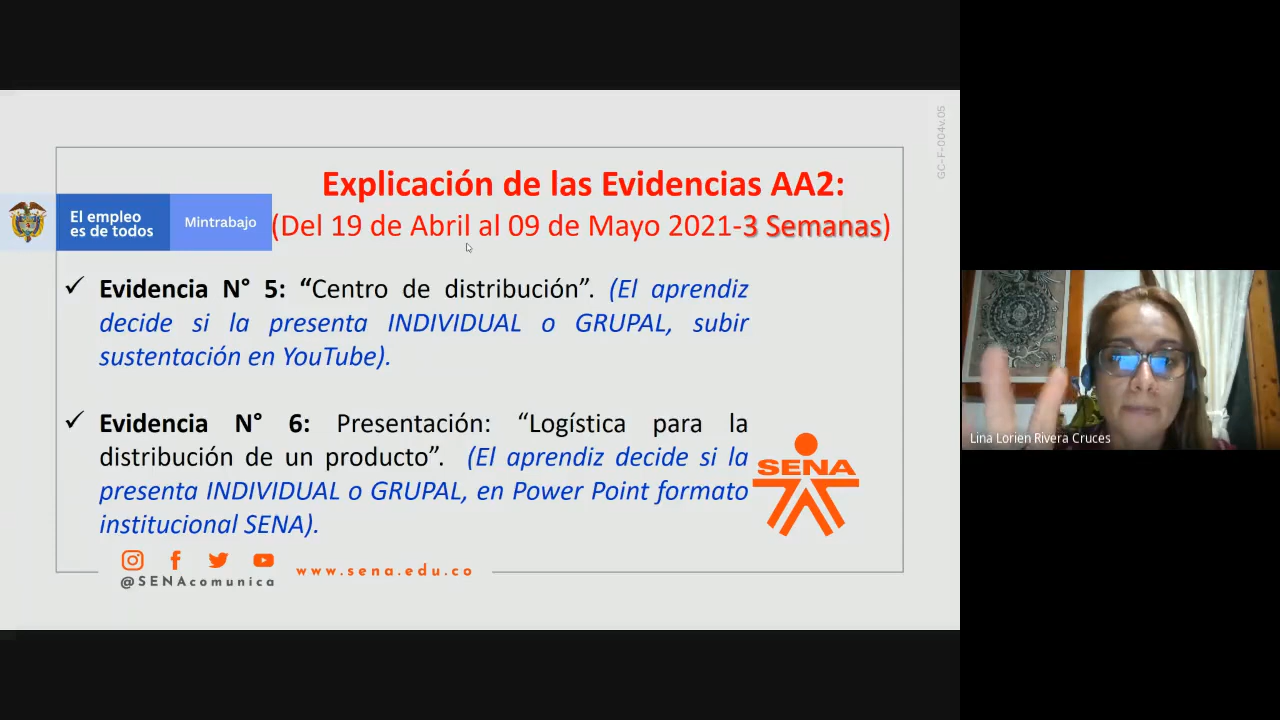 GC-F-004v.05
Explicación de las Evidencias AA2:
(Del 19 de Abril al 09 de Mayo 2021-3 Semanas)
El empleo
es de todos
Mintrabajo
✓ Evidencia N° 5: “Centro de distribución”. (El aprendiz
decide si la presenta INDIVIDUAL o GRUPAL, subir
sustentación en YouTube).
✓ Evidencia N° 6: Presentación: “Logística para la
distribución de un producto”. (El aprendiz decide si la
presenta INDIVIDUAL o GRUPAL, en Power Point formato
institucional SENA).
SENA
@SENAcomunica
www.sena.edu.co
Lina Lorien Rivera Cruces